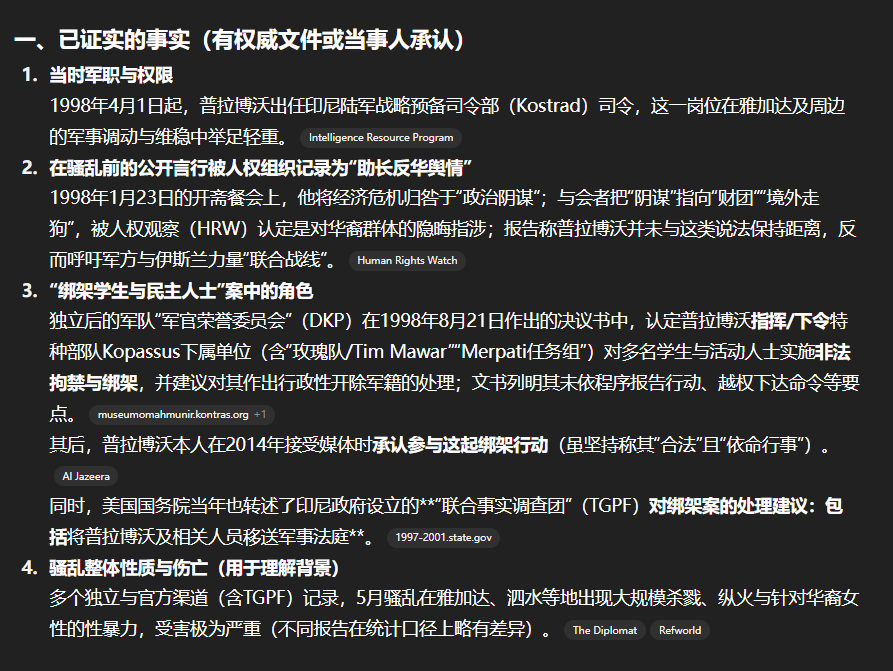 一、已证实的事实（有权威文件或当事人承认）
1. 当时军职与权限
1998年4月1日起，普拉博沃出任印尼陆军战略预备司令部（Kostrad）司令，这一岗位在雅加达及周边
的军事调动与维稳中举足轻重。 Intelligence Resource Program
2. 在骚乱前的公开言行被人权组织记录为“助长反华舆情”
1998年1月23日的开斋餐会上，他将经济危机归咎于“政治阴谋”；与会者把“阴谋”指向“财团”“境外走
狗”，被人权观察（HRW）认定是对华裔群体的隐晦指涉；报告称普拉博沃并未与这类说法保持距离，反
而呼吁军方与伊斯兰力量“联合战线”。 Human Rights Watch
3. “绑架学生与民主人士”案中的角色
独立后的军队“军官荣誉委员会”（DKP）在1998年8月21日作出的决议书中，认定普拉博沃指挥/下令特
种部队Kopassus下属单位（含“玫瑰队/Tim Mawar”“Merpati任务组”）对多名学生与活动人士实施非法
拘禁与绑架，并建议对其作出行政性开除军籍的处理；文书列明其未依程序报告行动、越权下达命令等要
点。 museumomahmunir.kontras.org +1
其后，普拉博沃本人在2014年接受媒体时承认参与这起绑架行动（虽坚持称其“合法”且“依命行事”）。
Al Jazeera
同时，美国国务院当年也转述了印尼政府设立的**“联合事实调查团”（TGPF）对绑架案的处理建议：包
括将普拉博沃及相关人员移送军事法庭**。 1997-2001.state.gov
4. 骚乱整体性质与伤亡（用于理解背景）
多个独立与官方渠道（含TGPF）记录，5月骚乱在雅加达、泗水等地出现大规模杀戮、纵火与针对华裔女
性的性暴力，受害极为严重（不同报告在统计口径上略有差异）。 The Diplomat Refworld